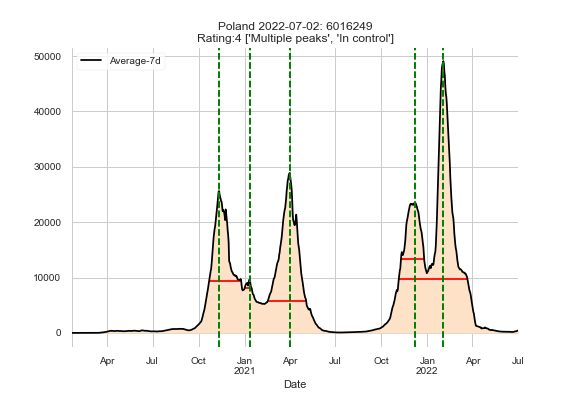 Poland 2022-07-02: 6016249
Rating:4 ['Multiple peaks', 'In control']
Average-7d
50000
40000
30000
20000
10000
0
Apr Jul Oct Jan Apr Jul Oct Jan Apr Jul
2021 2022
Date